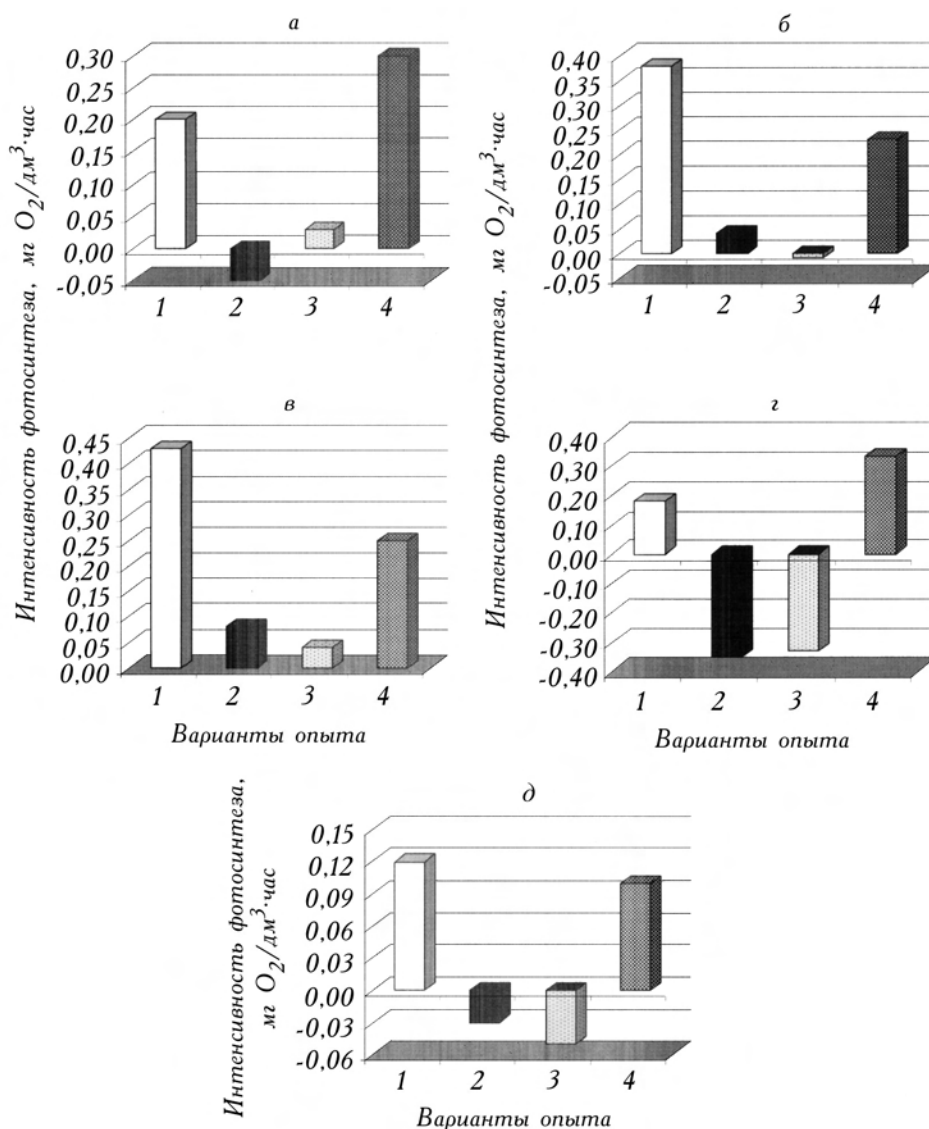 а
Интенсивность фотосинтеза, мг O2/дм3·час
0,30
0,25
0,20
0,15
0,10
0,05
0,00
-0,05
1 2 3 4
б
Интенсивность фотосинтеза, мг O2/дм3·час
0,40
0,35
0,30
0,25
0,20
0,15
0,10
0,05
0,00
-0,05
1 2 3 4
в
0,45
0,40
0,35
0,30
0,25
0,20
0,15
0,10
0,05
0,00
1 2 3 4
Варианты опыта
г
0,40
0,30
0,20
0,10
0,00
-0,10
-0,20
-0,30
-0,40
1 2 3 4
Варианты опыта
д
Интенсивность фотосинтеза,
мг O2/дм3·час
0,15
0,12
0,09
0,06
0,03
0,00
-0,03
-0,06
1 2 3 4
Варианты опыта